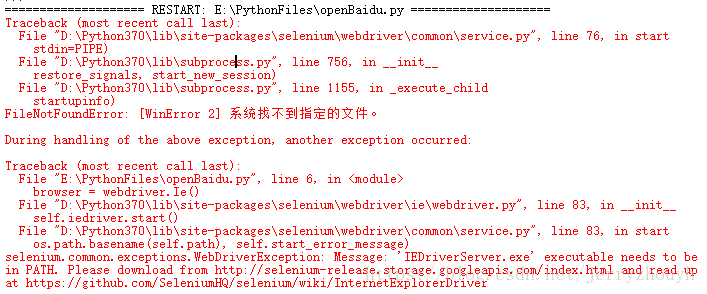 ==================== RESTART: E:\PythonFiles\openBaidu.py ====================
Traceback (most recent call last):
  File "D:\Python370\lib\site-packages\selenium\webdriver\common\service.py", line 76, in start
    stdin=PIPE)
  File "D:\Python370\lib\subprocess.py", line 756, in __init__
    restore_signals, start_new_session)
  File "D:\Python370\lib\subprocess.py", line 1155, in _execute_child
    startupinfo)
FileNotFoundError: [WinError 2] 系统找不到指定的文件。

During handling of the above exception, another exception occurred:

Traceback (most recent call last):
  File "E:\PythonFiles\openBaidu.py", line 6, in <module>
    browser = webdriver.Ie()
  File "D:\Python370\lib\site-packages\selenium\webdriver\ie\webdriver.py", line 83, in __init__
    self.iedriver.start()
  File "D:\Python370\lib\site-packages\selenium\webdriver\common\service.py", line 83, in start
    os.path.basename(self.path), self.start_error_message)
selenium.common.exceptions.WebDriverException: Message: 'IEDriverServer.exe' executable needs to be
in PATH. Please download from http://selenium-release.storage.googleapis.com/index.html and read up
at https://github.com/SeleniumHQ/selenium/wiki/InternetExplorerDriver